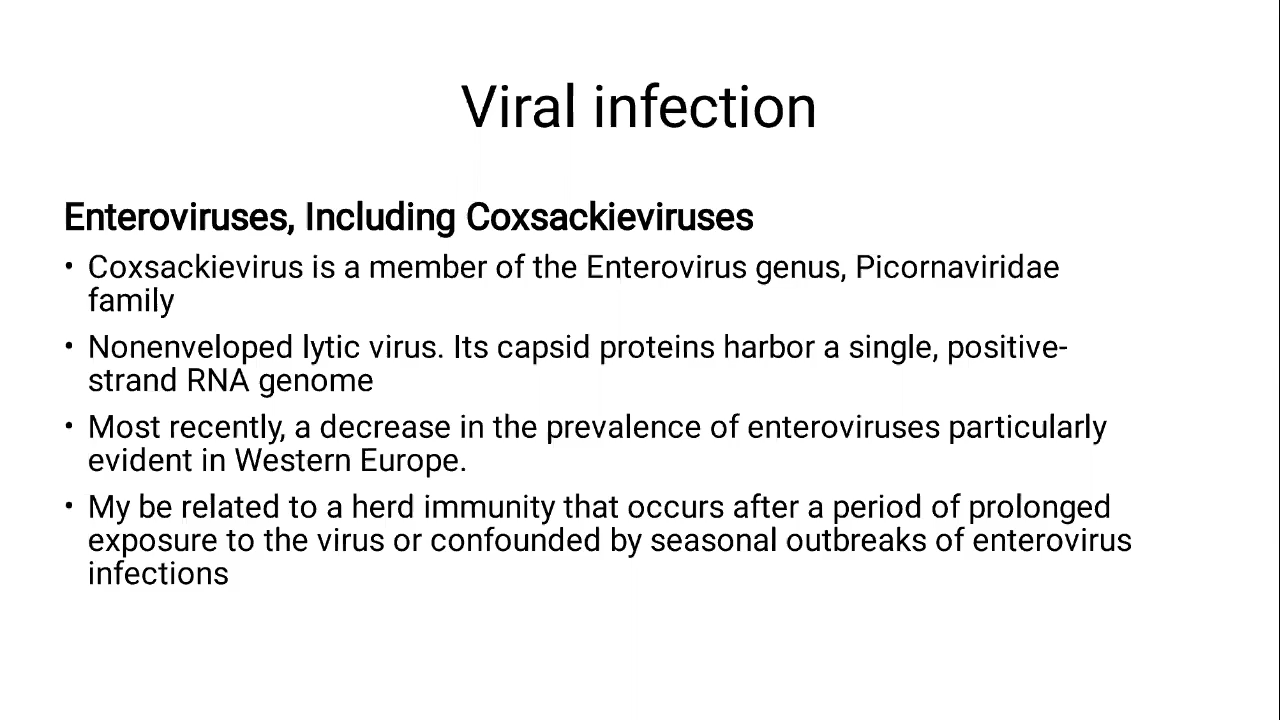 Viral infection
Enteroviruses, Including Coxsackieviruses
• Coxsackievirus is a member of the Enterovirus genus, Picornaviridae
family
• Nonenveloped lytic virus. Its capsid proteins harbor a single, positive-
strand RNA genome
• Most recently, a decrease in the prevalence of enteroviruses particularly
evident in Western Europe.
• My be related to a herd immunity that occurs after a period of prolonged
exposure to the virus or confounded by seasonal outbreaks of enterovirus
infections